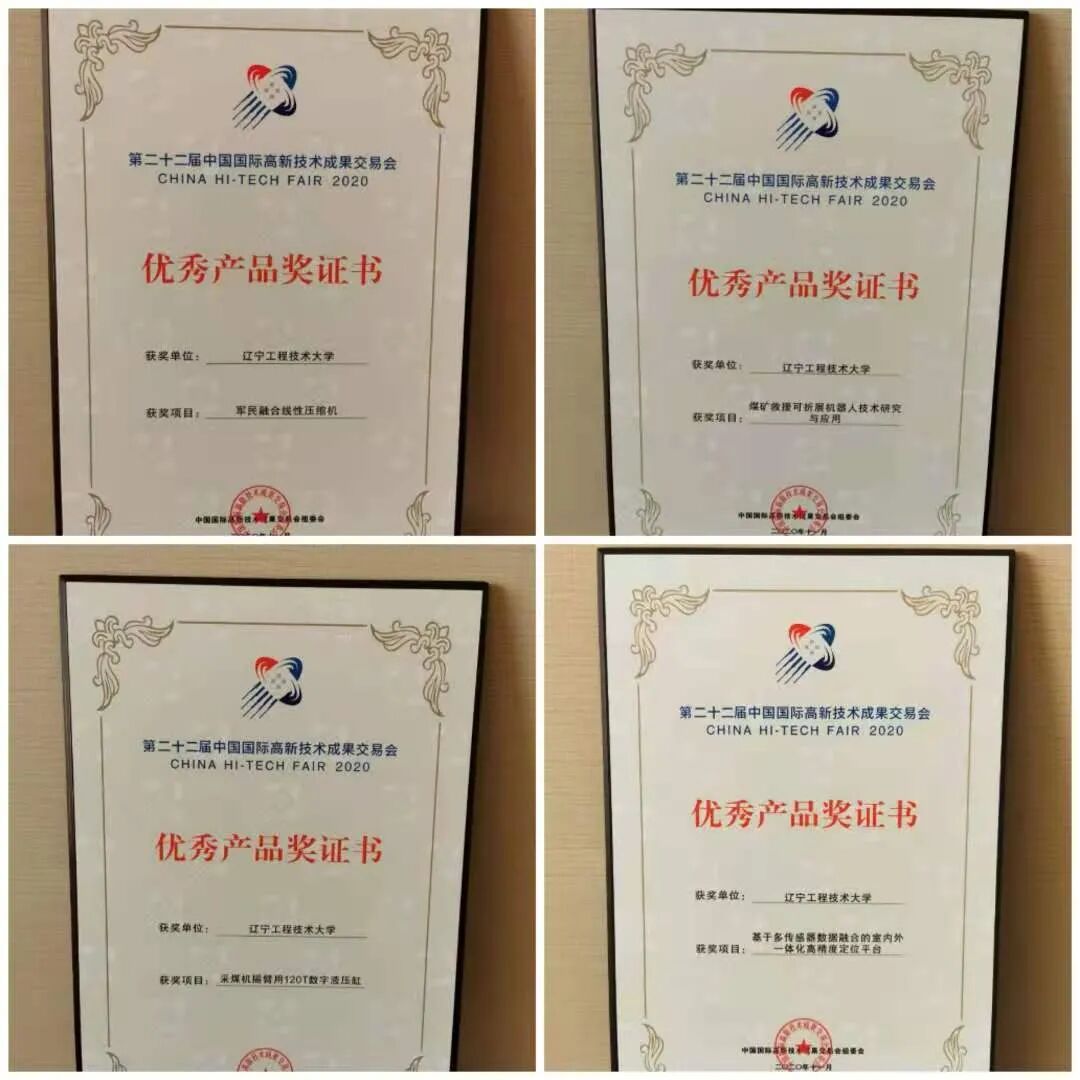 第二十二届中国国际高新技术成果交易会
CHINA HI-TECH FAIR 2020
优秀产品奖证书
获奖单位： 辽宁工程技术大学
获奖项目： 军民融合线性压缩机
中国国际高新技术成果交易会组委会
第二十二届中国国际高新技术成果交易会
CHINA HI-TECH FAIR 2020
优秀产品奖证书
获奖单位： 辽宁工程技术大学
煤矿救援可折展机器人技术研究
获奖项目： 与应用
中国国际高新技术成果交易会组委会
二〇二〇年十一月
第二十二届中国国际高新技术成果交易会
CHINA HI-TECH FAIR 2020
优秀产品奖证书
获奖单位： 辽宁工程技术大学
获奖项目： 采煤机摇臂用120T数字液压缸
第二十二届中国国际高新技术成果交易会
CHINA HI-TECH FAIR 2020
优秀产品奖证书
获奖单位： 辽宁工程技术大学
基于多传感器数据融合的室内外
获奖项目： 一体化高精度定位平台
中国国际高新技术成果交易会组委会
二〇二〇年十一月